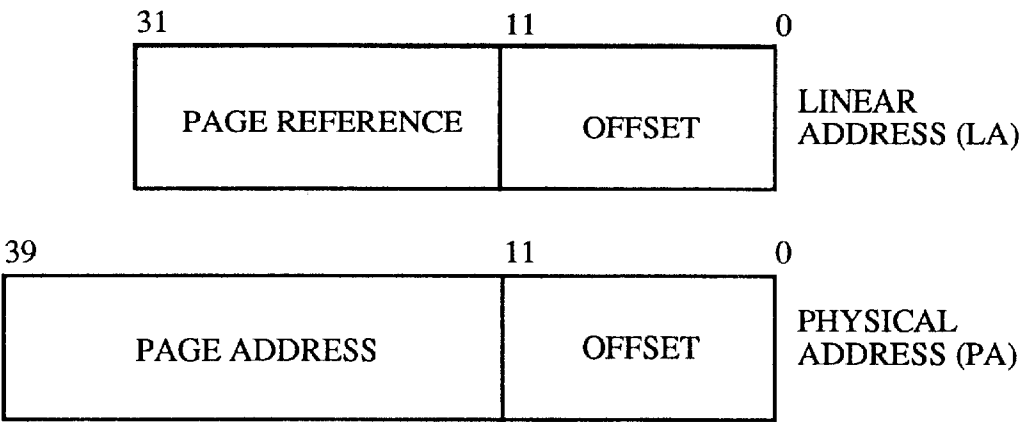 31 11 0
PAGE REFERENCE OFFSET LINEAR
ADDRESS (LA)
39 11 0
PAGE ADDRESS OFFSET PHYSICAL
ADDRESS (PA)